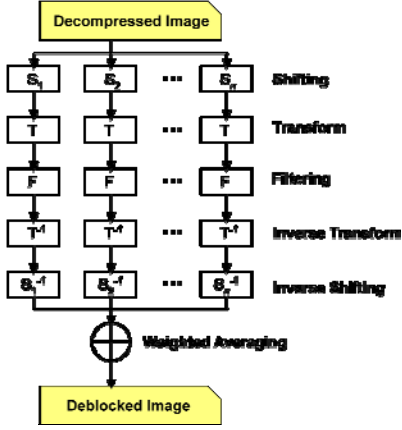 Decompressed Image
S₁ S₂ ... Sₙ Shifting
T T ... T Transform
F F ... F Filtering
T⁻¹ T⁻¹ ... T⁻¹ Inverse Transform
S₁⁻¹ S₂⁻¹ ... Sₙ⁻¹ Inverse Shifting
Weighted Averaging
Deblocked Image